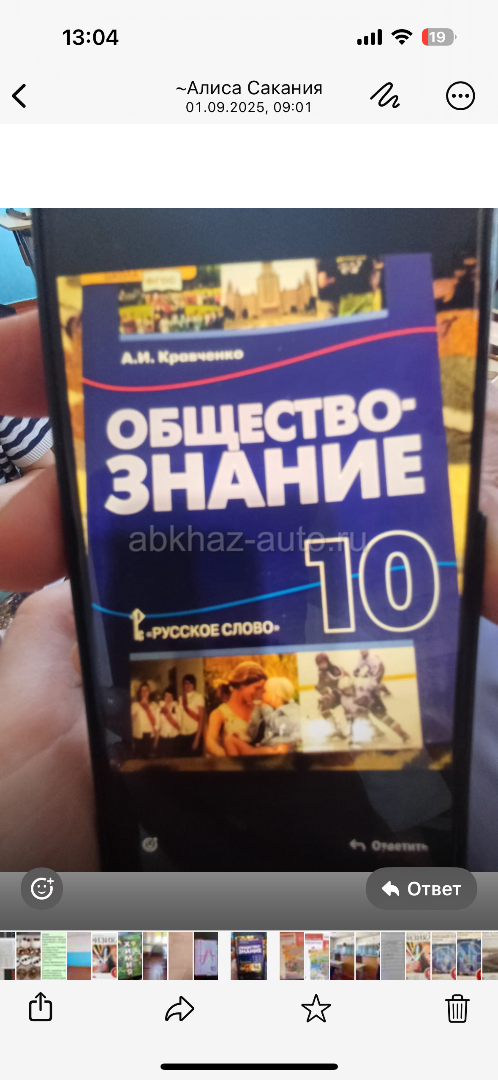 13:04
19
~Алиса Сакания
01.09.2025, 09:01
А.И. Кравченко
ОБЩЕСТВО-
ЗНАНИЕ
abkhaz-auto.ru
10
«РУССКОЕ СЛОВО»
Ответить
Ответ
ХИМИЯ